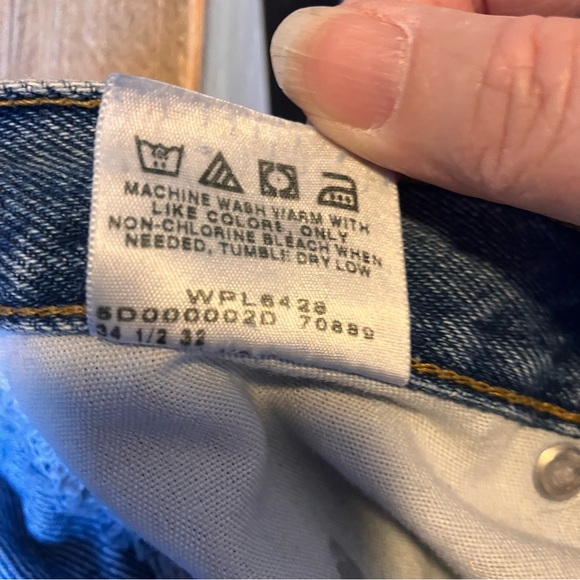 MACHINE WASH WARM WITH
LIKE COLORS, ONLY
NON-CHLORINE BLEACH WHEN
NEEDED, TUMBLE DRY LOW
WPL6428
5D000002D 70889
34 1/2 32